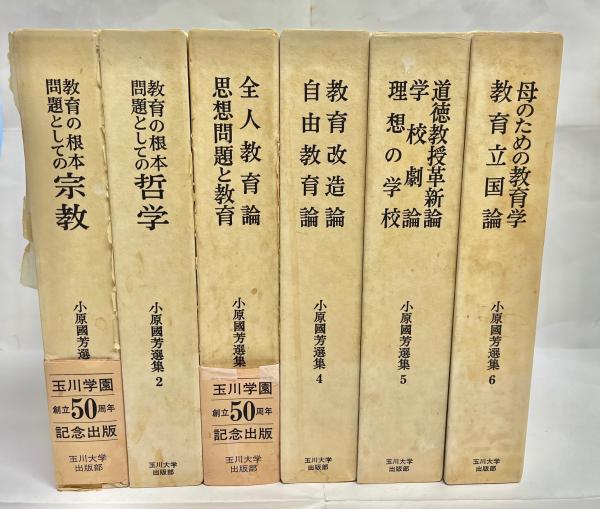 教育の根本
問題としての
宗教
小原國芳選
玉川学園
創立50周年
記念出版
玉川大学
出版部
教育の根本
問題としての
哲学
小原國芳選集2
玉川大学
出版部
全人教育論
思想問題と教育
小原國芳選集
玉川学園
創立50周年
記念出版
玉川大学
出版部
教育改造論
自由教育論
小原國芳選集4
玉川大学
出版部
道徳教授革新論
学校劇論
理想の学校
小原國芳選集5
玉川大学
出版部
母のための教育学
教育立国論
小原國芳選集6
玉川大学
出版部